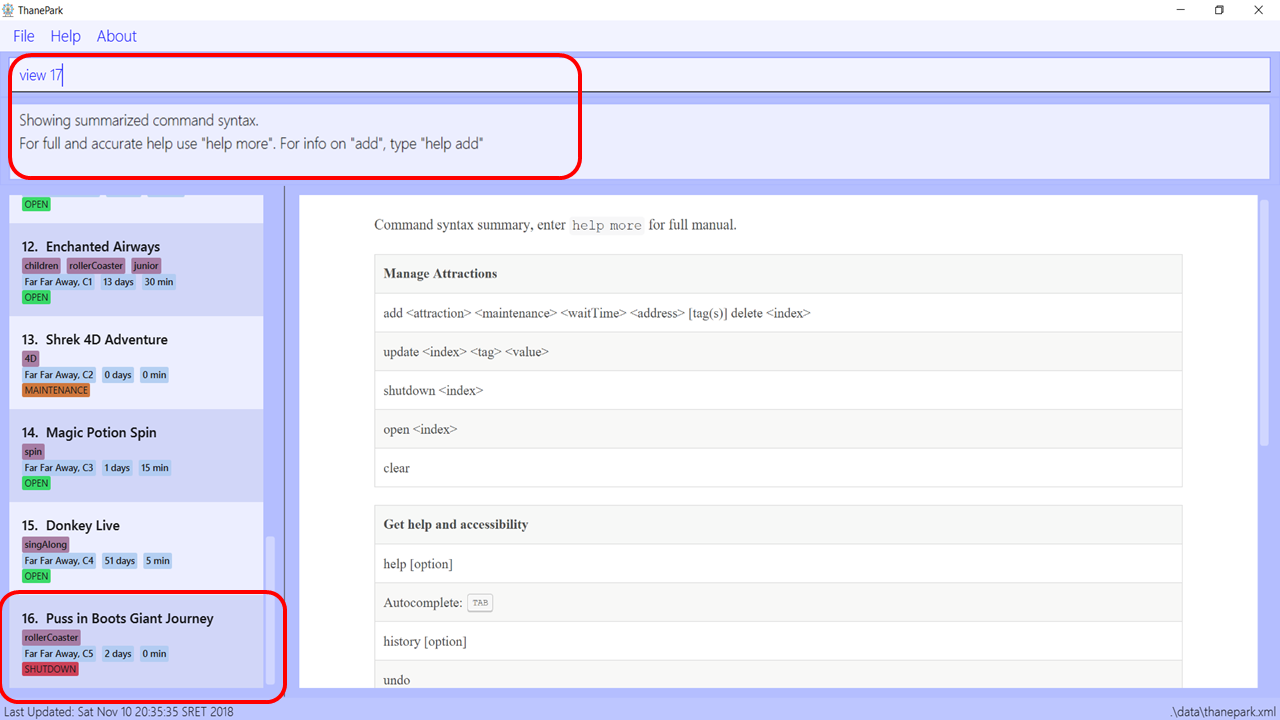 ThanePark
File Help About
view 17
Showing summarized command syntax.
For full and accurate help use "help more". For info on "add", type "help add"
OPEN
12. Enchanted Airways
children rollerCoaster junior
Far Far Away, C1 13 days 30 min
OPEN
13. Shrek 4D Adventure
4D
Far Far Away, C2 0 days 0 min
MAINTENANCE
14. Magic Potion Spin
spin
Far Far Away, C3 1 days 15 min
OPEN
15. Donkey Live
singAlong
Far Far Away, C4 51 days 5 min
OPEN
16. Puss in Boots Giant Journey
rollerCoaster
Far Far Away, C5 2 days 0 min
SHUTDOWN
Command syntax summary, enter help more for full manual.
Manage Attractions
add <attraction> <maintenance> <waitTime> <address> [tag(s)] delete <index>
update <index> <tag> <value>
shutdown <index>
open <index>
clear
Get help and accessibility
help [option]
Autocomplete: TAB
history [option]
undo
Last Updated: Sat Nov 10 20:35:35 SRET 2018
.\data\thanepark.xml